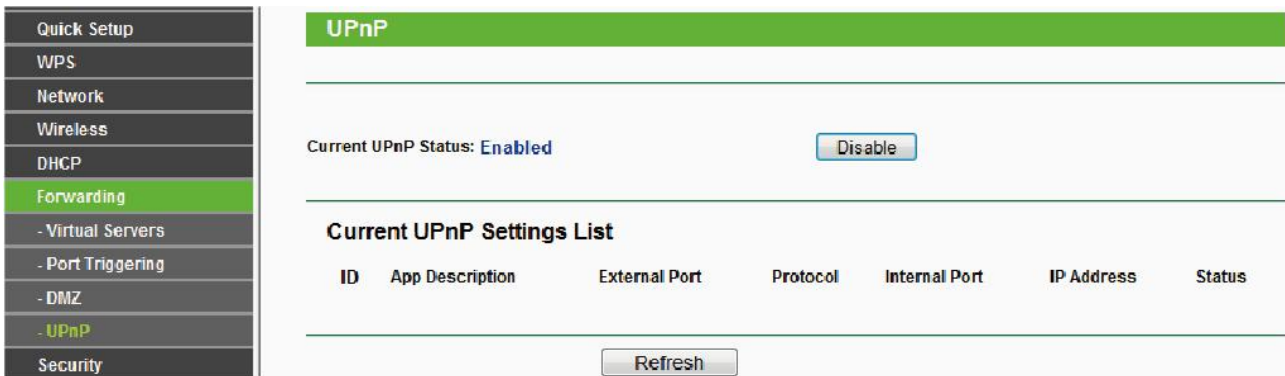 Quick Setup
WPS
Network
Wireless
DHCP
Forwarding
- Virtual Servers
- Port Triggering
- DMZ
- UPnP
Security
UPnP
Current UPnP Status: Enabled Disable
Current UPnP Settings List
ID App Description External Port Protocol Internal Port IP Address Status
Refresh